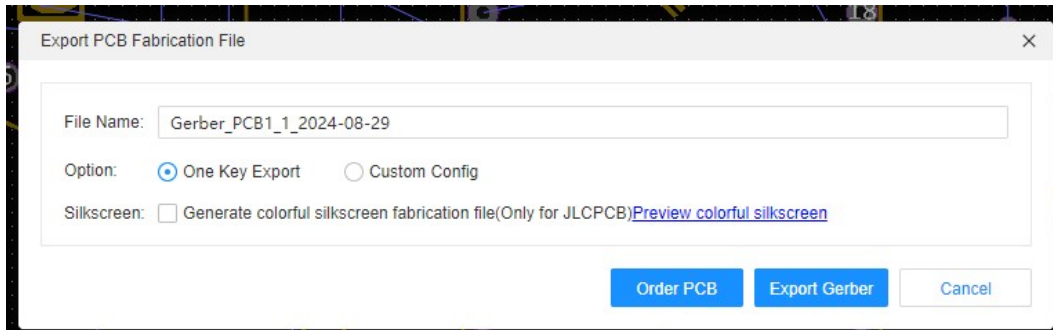 18
Export PCB Fabrication File
File Name: Gerber_PCB1_1_2024-08-29
Option: One Key Export Custom Config
Silkscreen: Generate colorful silkscreen fabrication file(Only for JLCPCB)Preview colorful silkscreen
Order PCB Export Gerber Cancel